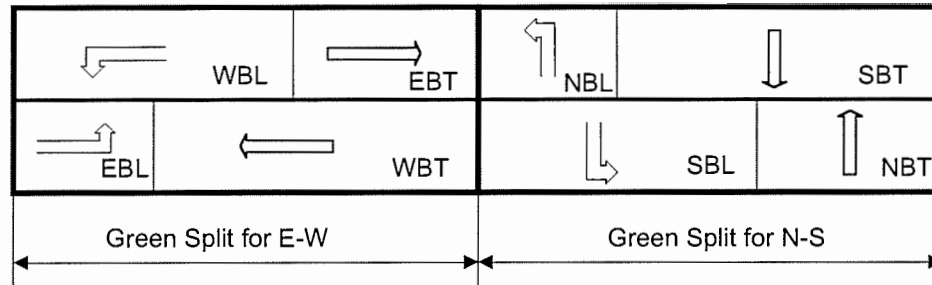 WBL EBT NBL SBT
EBL WBT SBL NBT
Green Split for E-W Green Split for N-S